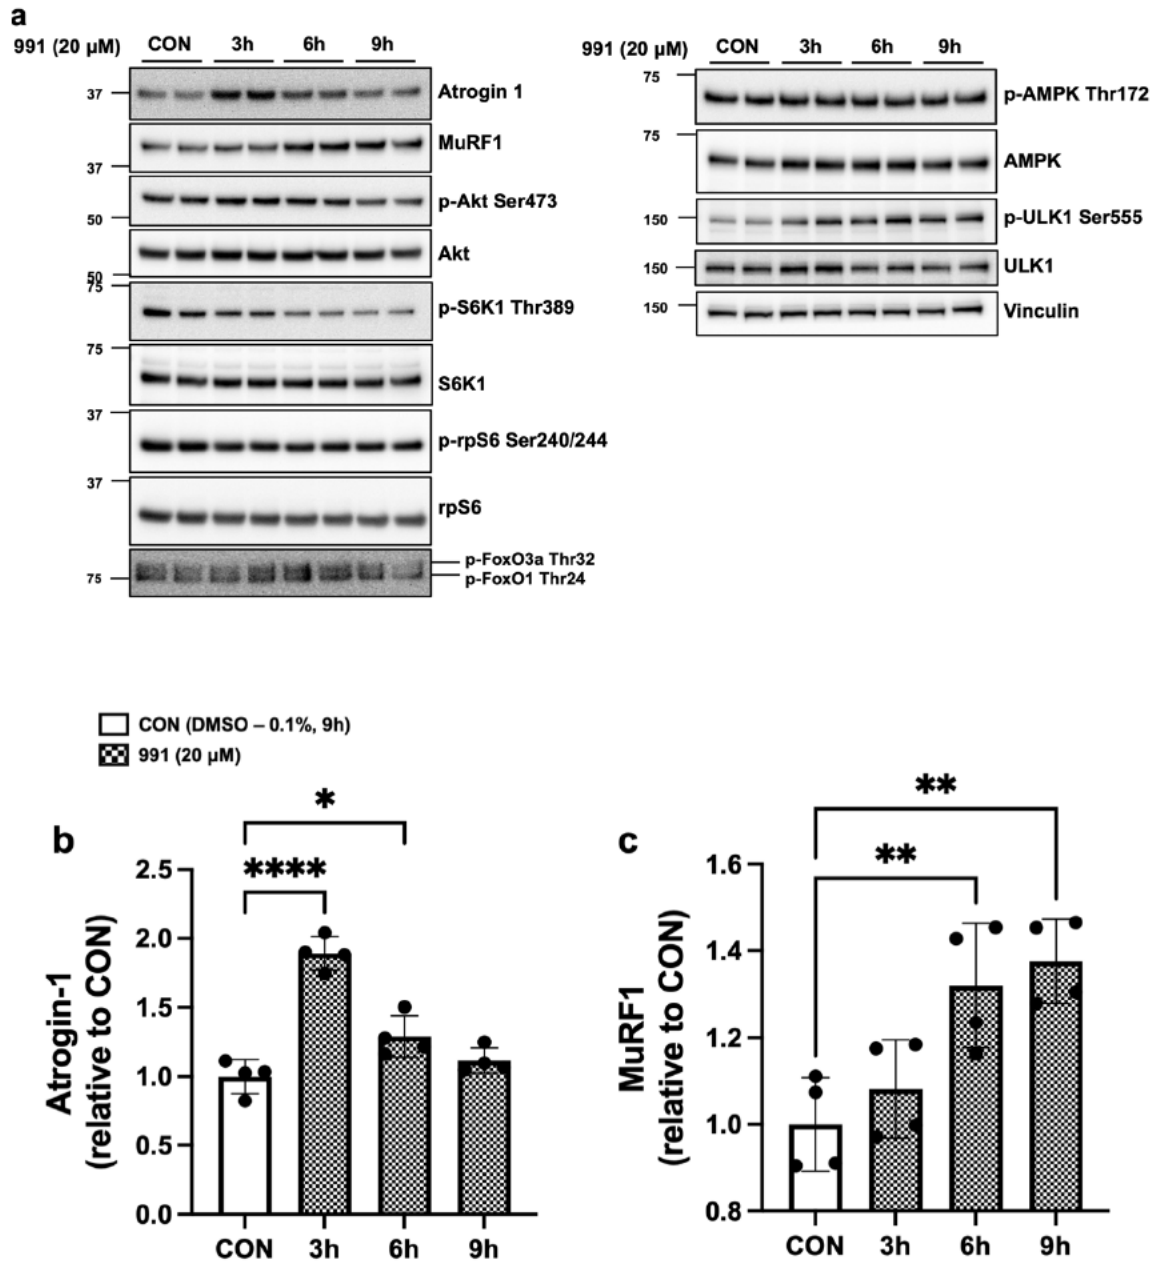 a
991 (20 µM) CON 3h 6h 9h
37 Atrogin 1
MuRF1
37
p-Akt Ser473
50
Akt
50
75
p-S6K1 Thr389
75
S6K1
37
p-rpS6 Ser240/244
37
rpS6
p-FoxO3a Thr32
75 p-FoxO1 Thr24
991 (20 µM) CON 3h 6h 9h
75
p-AMPK Thr172
75
AMPK
150 p-ULK1 Ser555
150 ULK1
150 Vinculin
CON (DMSO – 0.1%, 9h)
991 (20 µM)
b
*
****
Atrogin-1
(relative to CON)
2.5
2.0
1.5
1.0
0.5
0.0
CON 3h 6h 9h
c
**
**
MuRF1
(relative to CON)
1.6
1.4
1.2
1.0
0.8
CON 3h 6h 9h